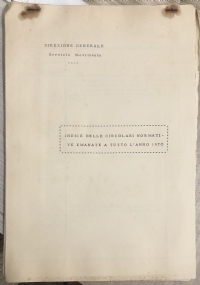 DIREZIONE GENERALE
Servizio Movimento
INDICE DELLE CIRCOLARI NORMATI-
VE EMANATE A TUTTO L'ANNO 1970